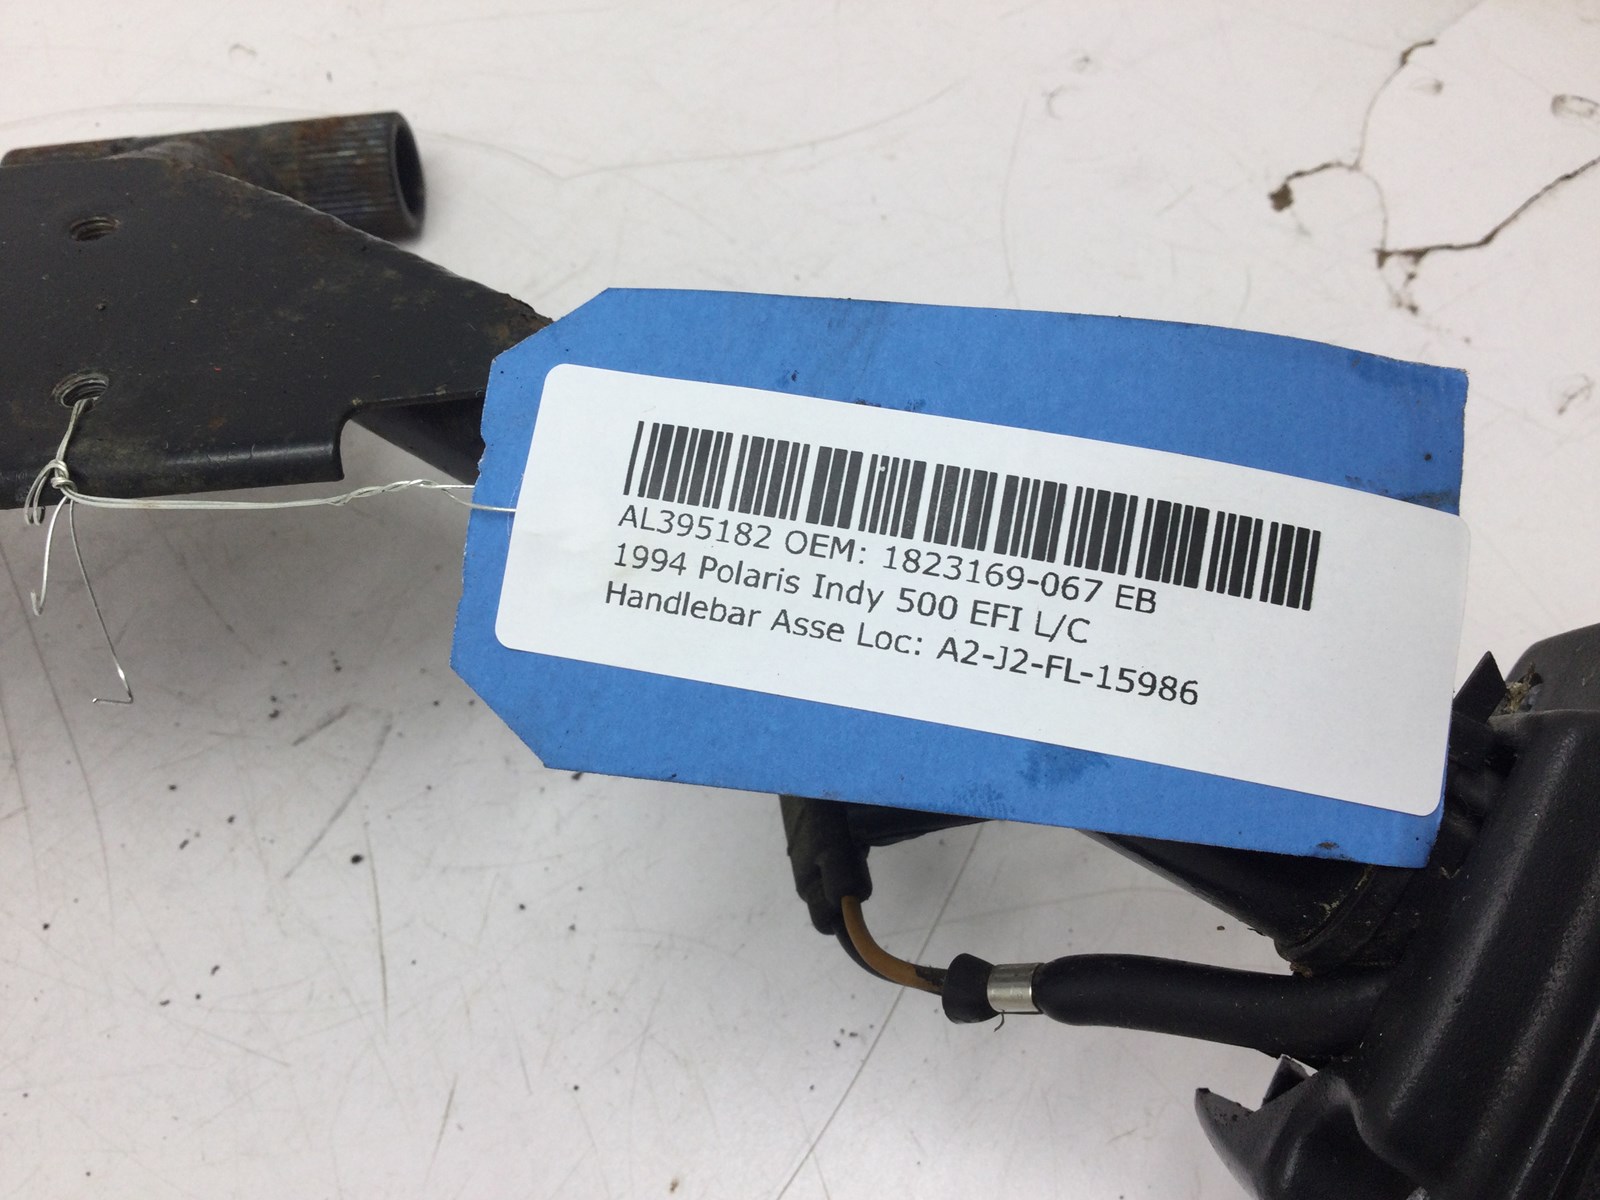 AL395182 OEM: 1823169-067 EB
1994 Polaris Indy 500 EFI L/C
Handlebar Asse Loc: A2-J2-FL-15986